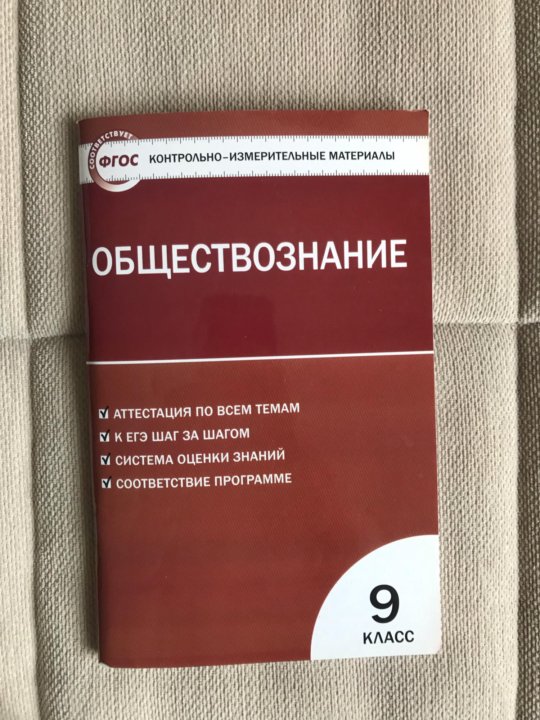 СООТВЕТСТВУЕТ
ФГОС
КОНТРОЛЬНО-ИЗМЕРИТЕЛЬНЫЕ МАТЕРИАЛЫ
ОБЩЕСТВОЗНАНИЕ
АТТЕСТАЦИЯ ПО ВСЕМ ТЕМАМ
К ЕГЭ ШАГ ЗА ШАГОМ
СИСТЕМА ОЦЕНКИ ЗНАНИЙ
СООТВЕТСТВИЕ ПРОГРАММЕ
9
КЛАСС